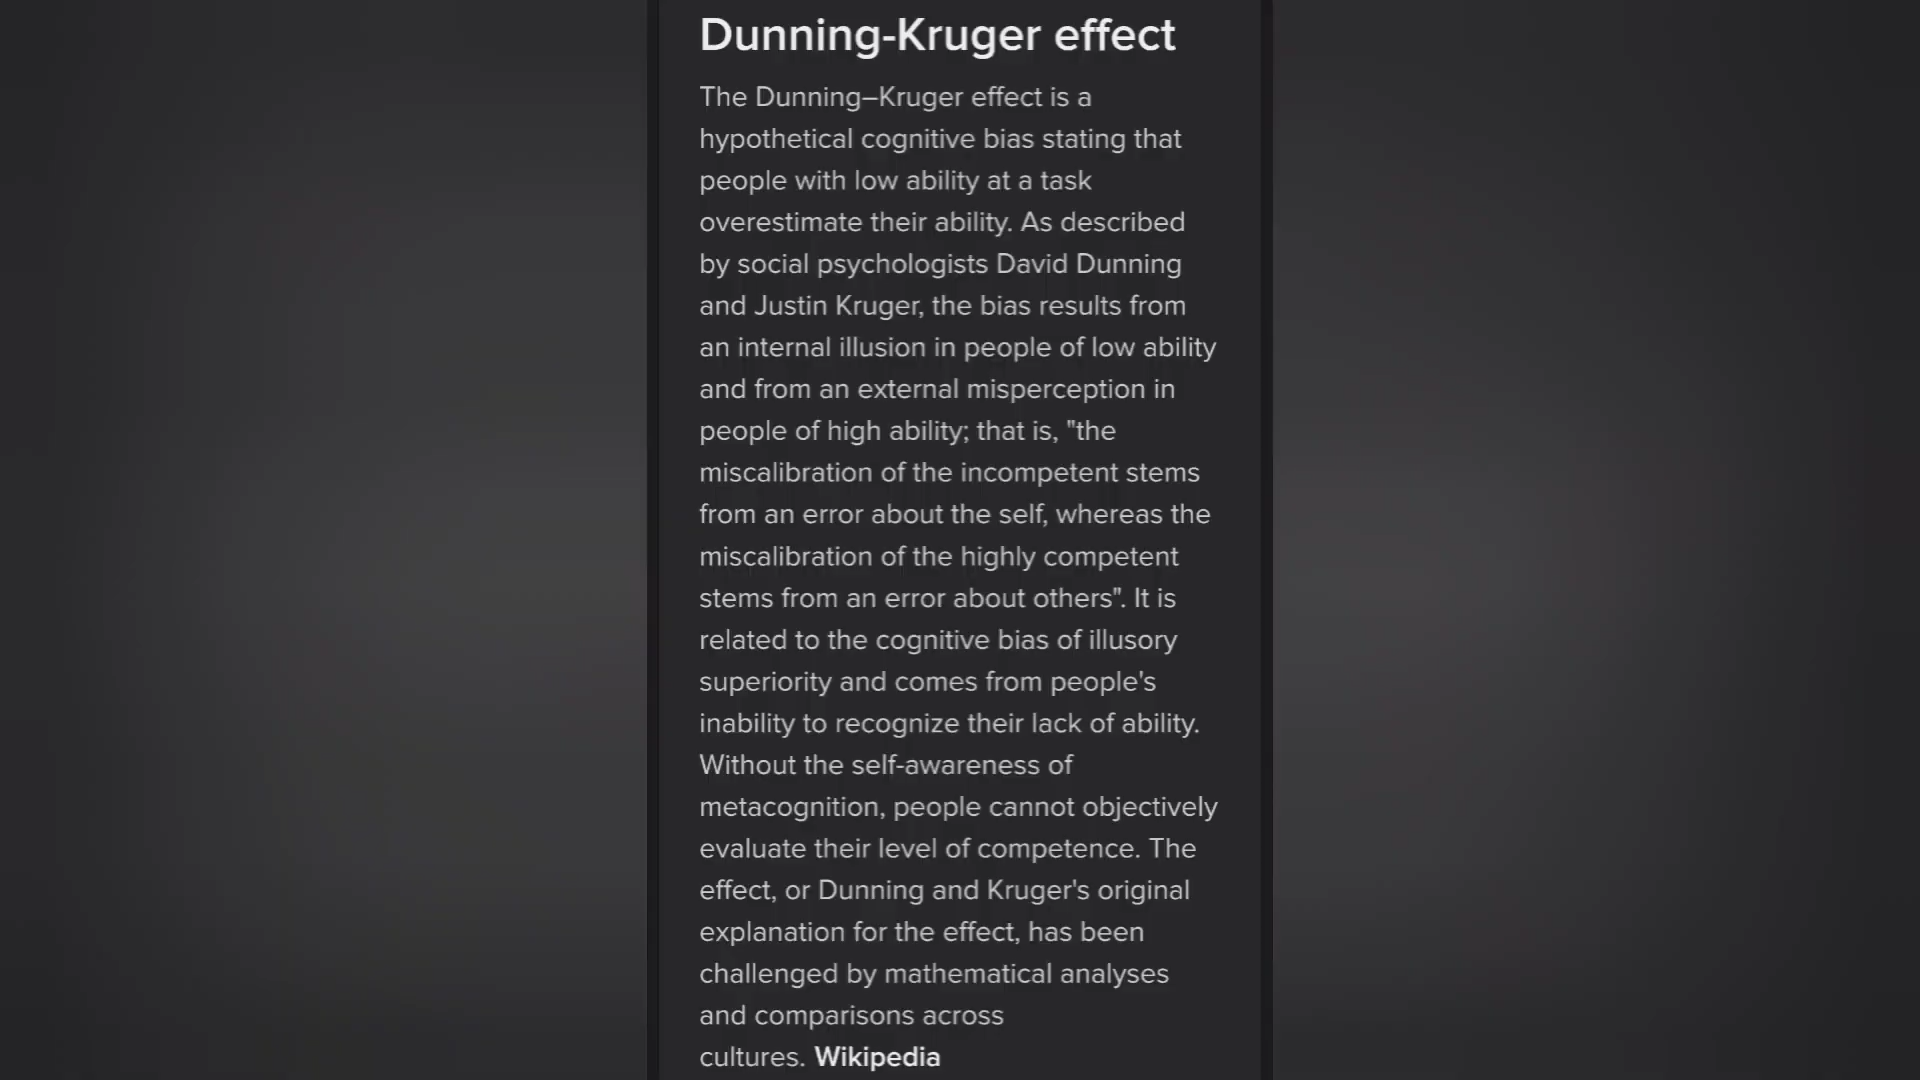 Dunning-Kruger effect
The Dunning–Kruger effect is a
hypothetical cognitive bias stating that
people with low ability at a task
overestimate their ability. As described
by social psychologists David Dunning
and Justin Kruger, the bias results from
an internal illusion in people of low ability
and from an external misperception in
people of high ability; that is, "the
miscalibration of the incompetent stems
from an error about the self, whereas the
miscalibration of the highly competent
stems from an error about others". It is
related to the cognitive bias of illusory
superiority and comes from people's
inability to recognize their lack of ability.
Without the self-awareness of
metacognition, people cannot objectively
evaluate their level of competence. The
effect, or Dunning and Kruger's original
explanation for the effect, has been
challenged by mathematical analyses
and comparisons across
cultures. Wikipedia